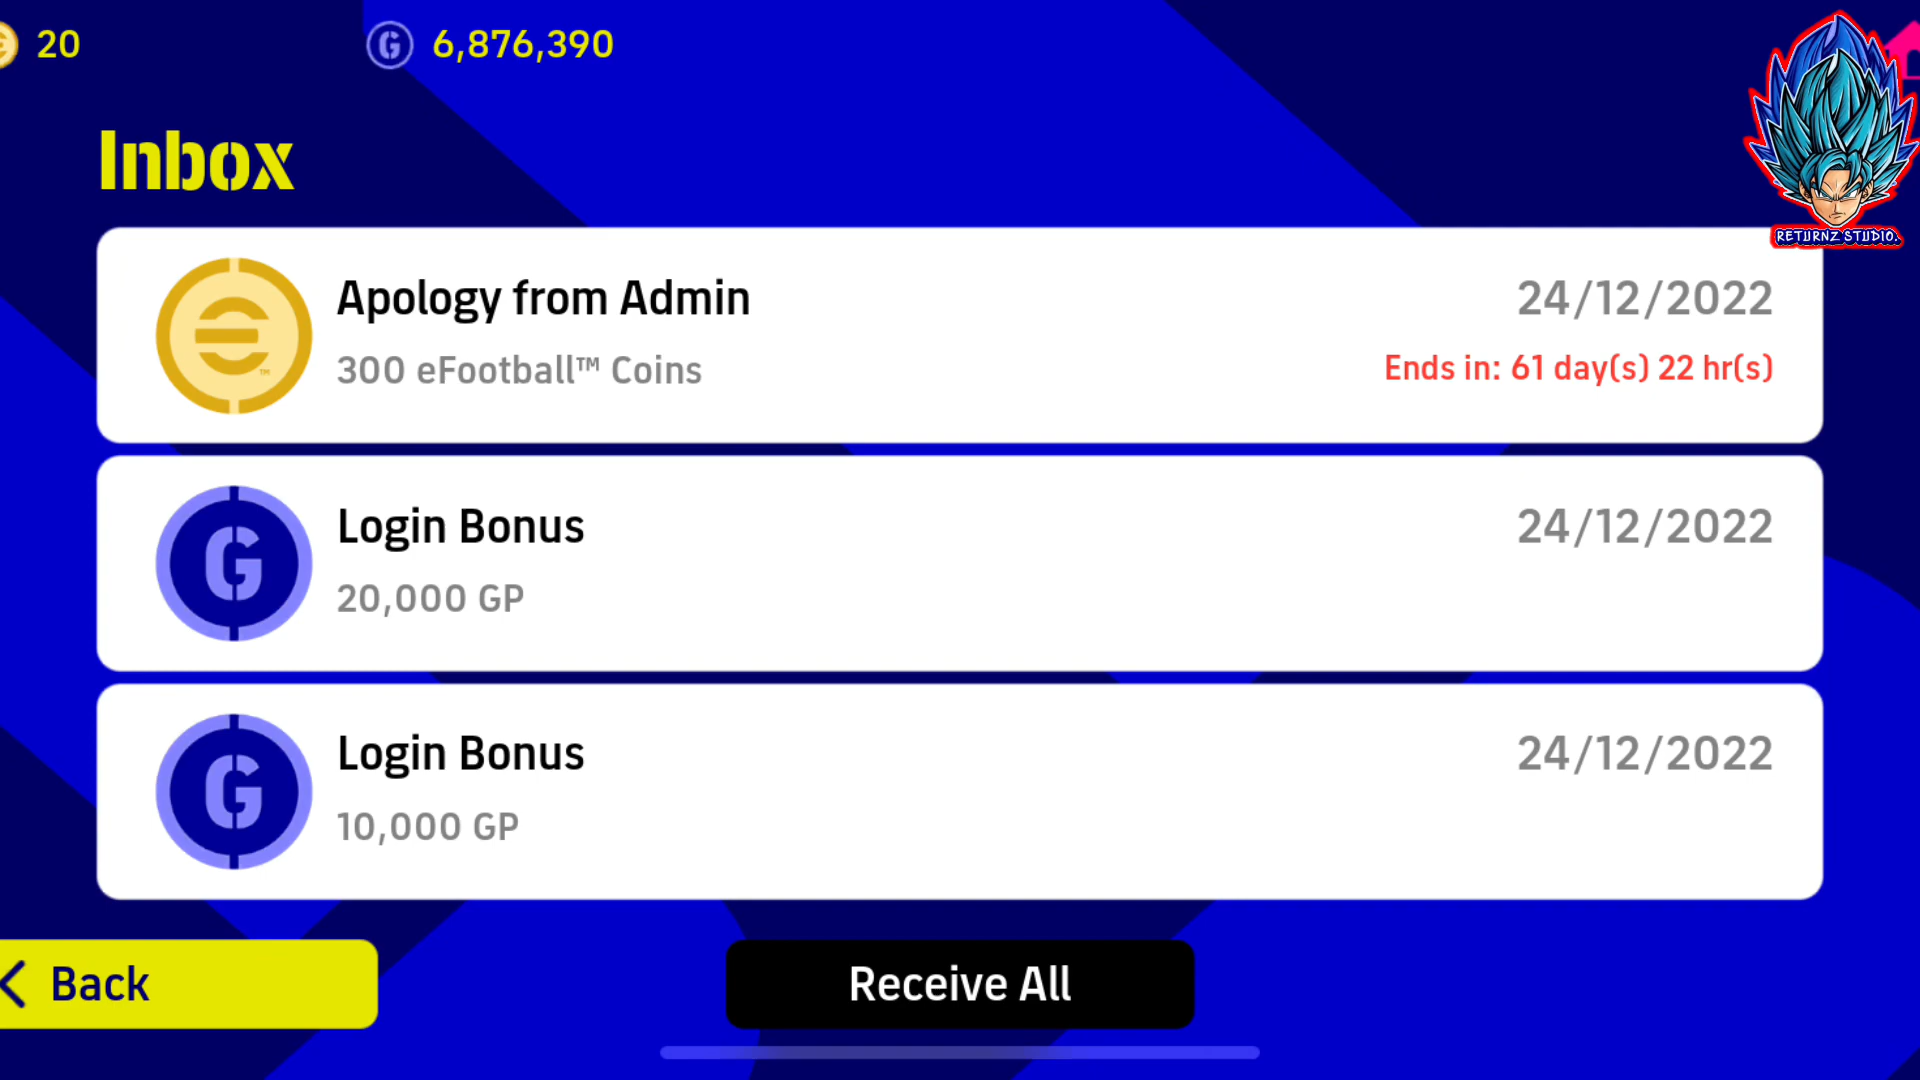 20
6,876,390
RETURNZ STUDIO.
Inbox
Apology from Admin
24/12/2022
300 eFootball™ Coins
Ends in: 61 day(s) 22 hr(s)
Login Bonus
24/12/2022
20,000 GP
Login Bonus
24/12/2022
10,000 GP
Back
Receive All